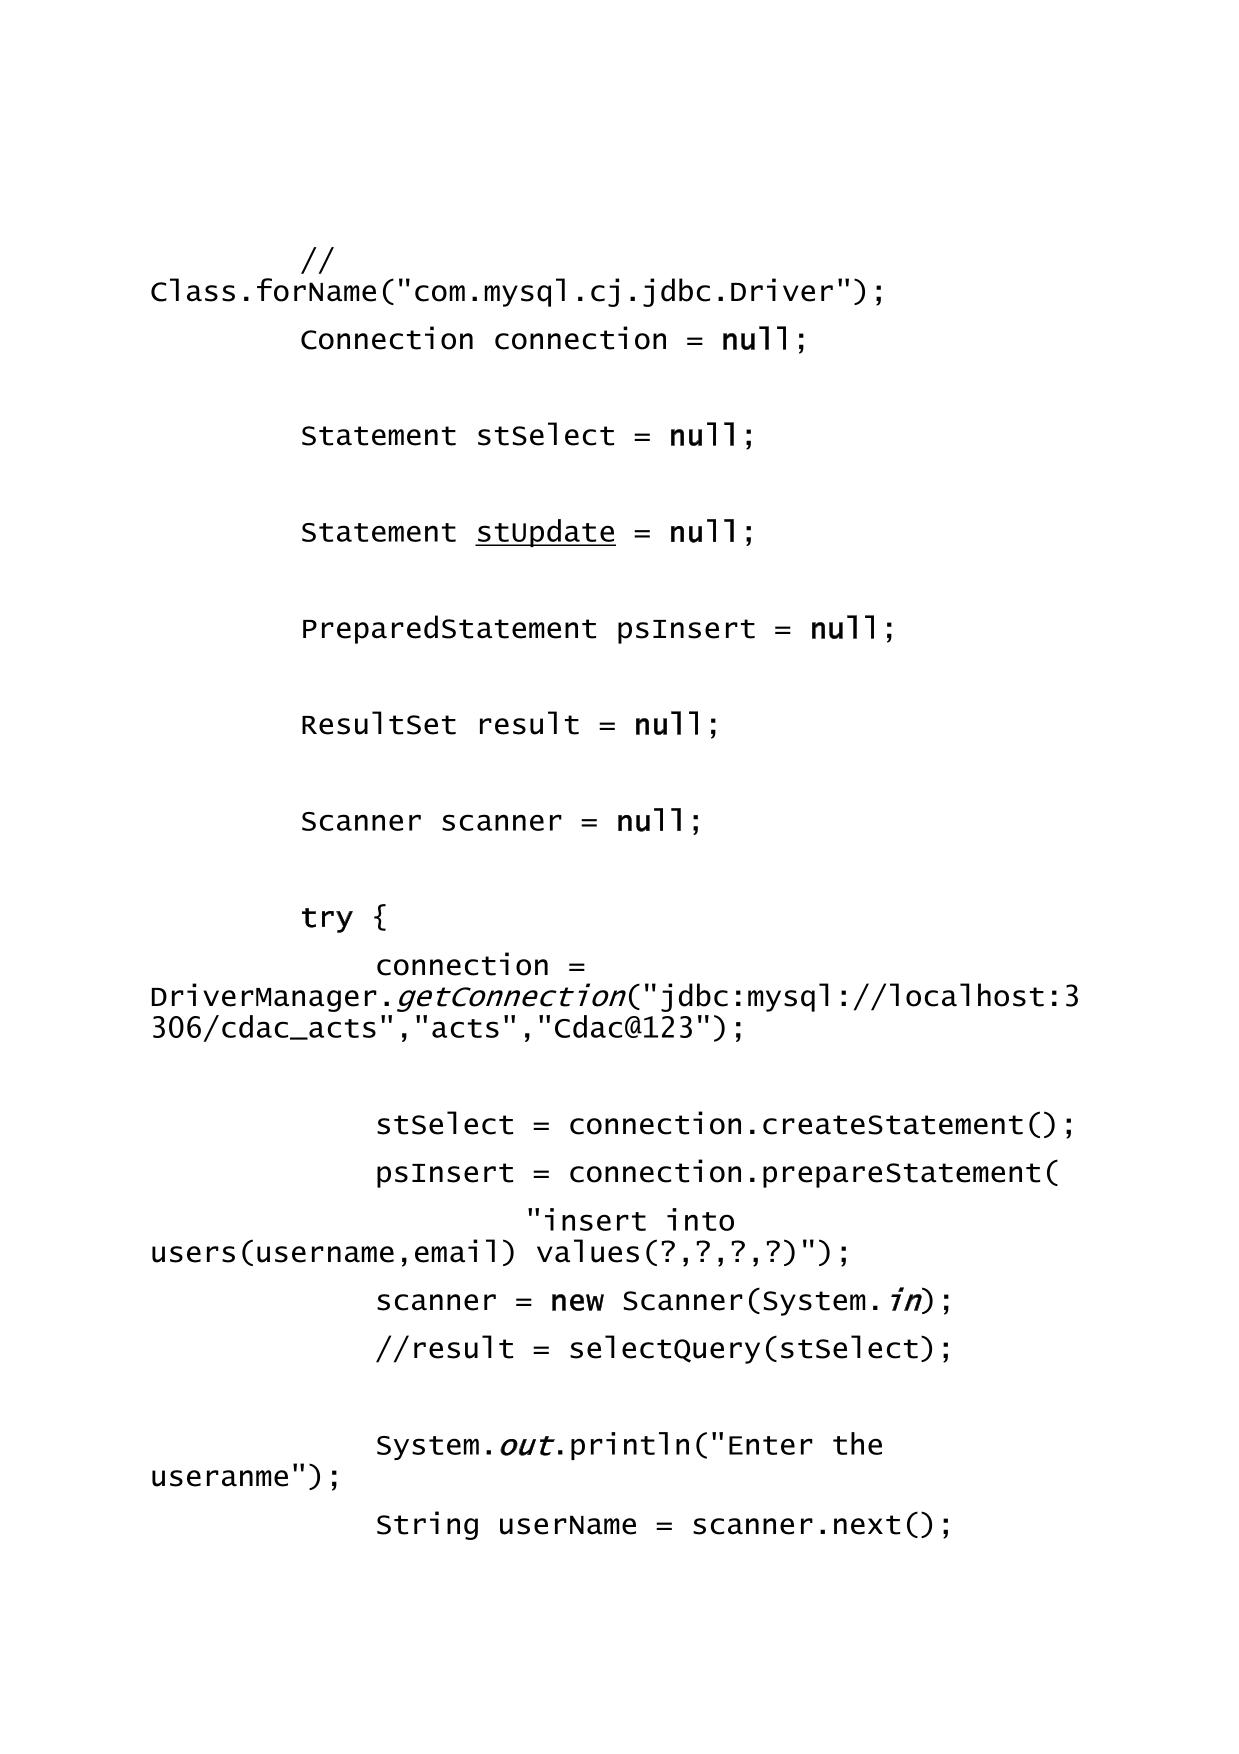 //
Class.forName("com.mysql.cj.jdbc.Driver");
Connection connection = null;
Statement stSelect = null;
Statement stUpdate = null;
PreparedStatement psInsert = null;
ResultSet result = null;
Scanner scanner = null;
try {
connection =
DriverManager.getConnection("jdbc:mysql://localhost:3
306/cdac_acts","acts","Cdac@123");
stSelect = connection.createStatement();
psInsert = connection.prepareStatement(
"insert into
users(username,email) values(?,?,?,?)");
scanner = new Scanner(System.in);
//result = selectQuery(stSelect);
System.out.println("Enter the
useranme");
String userName = scanner.next();